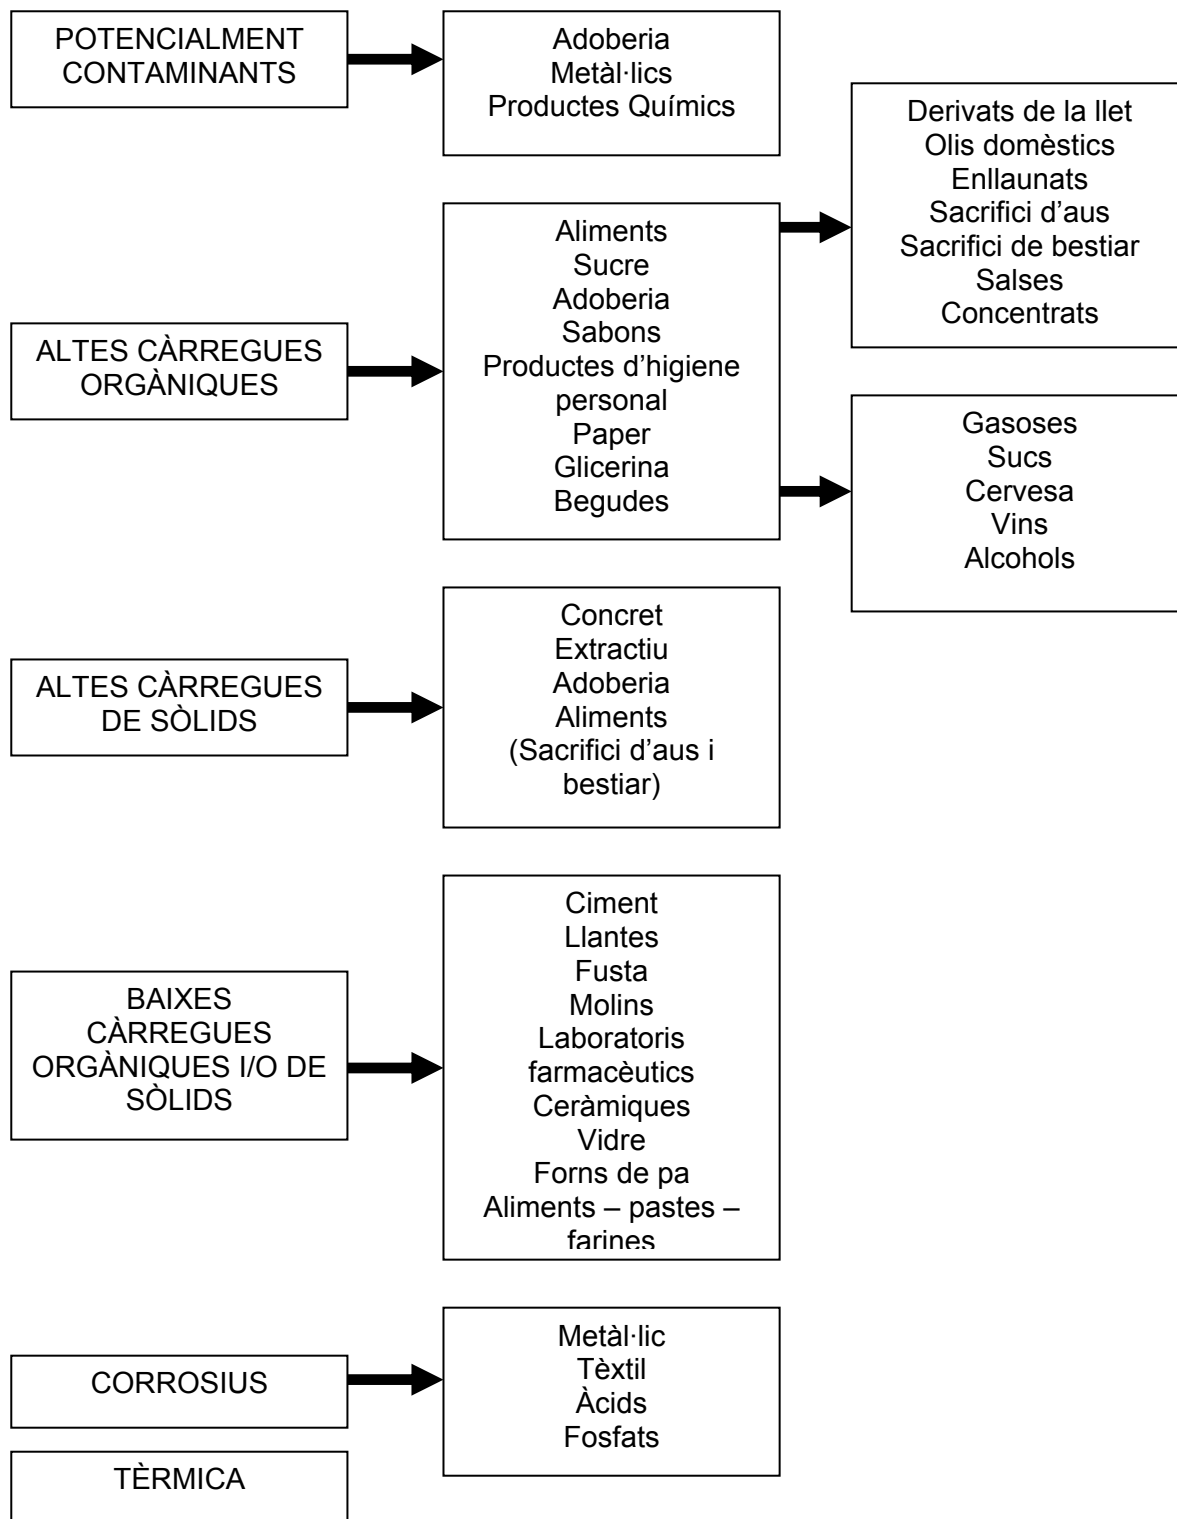 POTENCIALMENT
CONTAMINANTS
Adoberia
Metàl·lics
Productes Químics
Derivats de la llet
Olis domèstics
Enllaunats
Sacrifici d’aus
Sacrifici de bestiar
Salses
Concentrats
ALTES CÀRREGUES
ORGÀNIQUES
Aliments
Sucre
Adoberia
Sabons
Productes d’higiene
personal
Paper
Glicerina
Begudes
Gasoses
Sucs
Cervesa
Vins
Alcohols
ALTES CÀRREGUES
DE SÒLIDS
Concret
Extractiu
Adoberia
Aliments
(Sacrifici d’aus i
bestiar)
BAIXES
CÀRREGUES
ORGÀNIQUES I/O DE
SÒLIDS
Ciment
Llantes
Fusta
Molins
Laboratoris
farmacèutics
Ceràmiques
Vidre
Forns de pa
Aliments – pastes –
farines
CORROSIUS
Metàl·lic
Tèxtil
Àcids
Fosfats
TÈRMICA